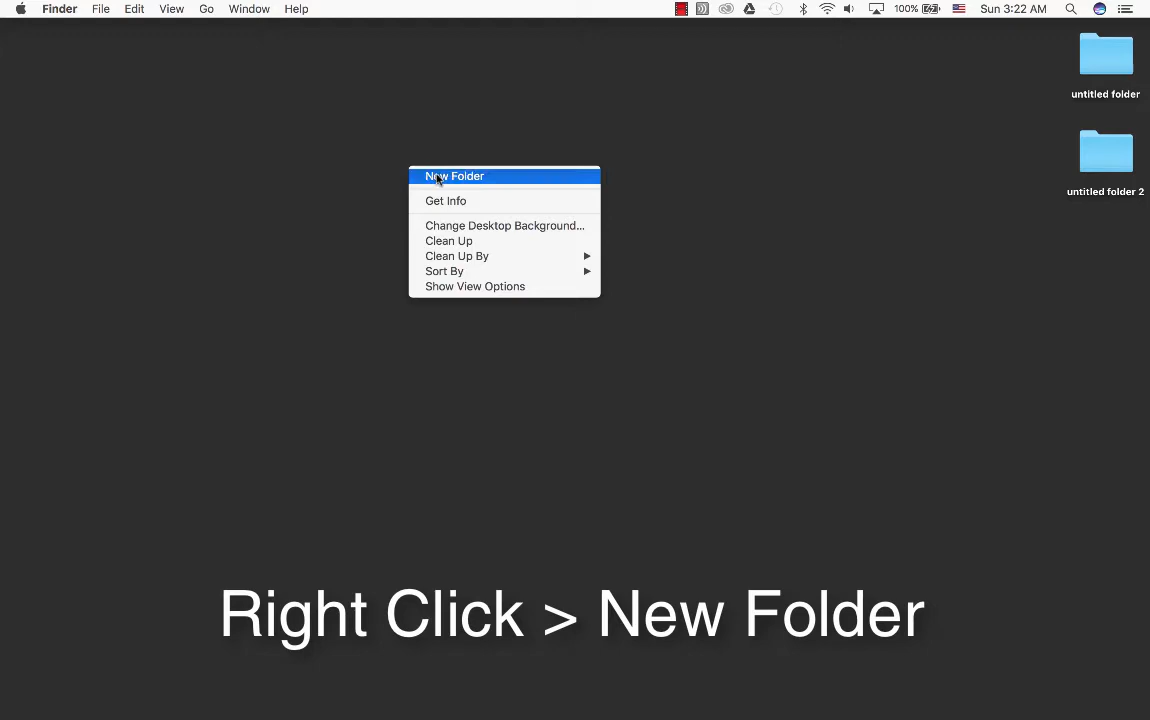 Finder File Edit View Go Window Help 100% Sun 3:22 AM
untitled folder
untitled folder 2
New Folder
Get Info
Change Desktop Background...
Clean Up
Clean Up By
Sort By
Show View Options
Right Click > New Folder